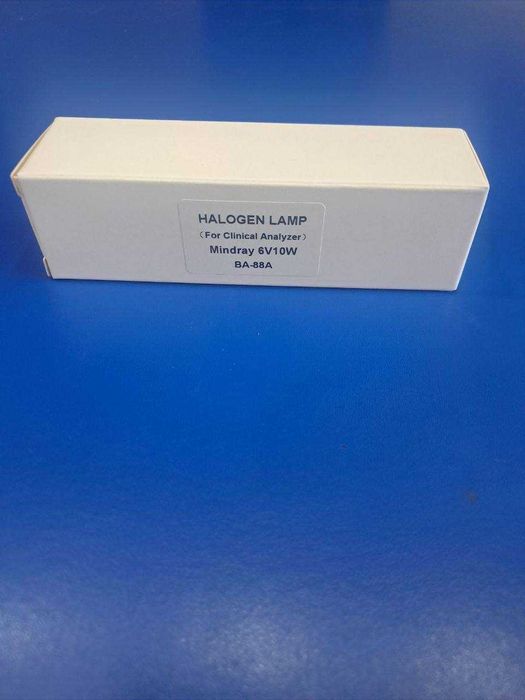 HALOGEN LAMP
（For Clinical Analyzer）
Mindray 6V10W
BA-88A